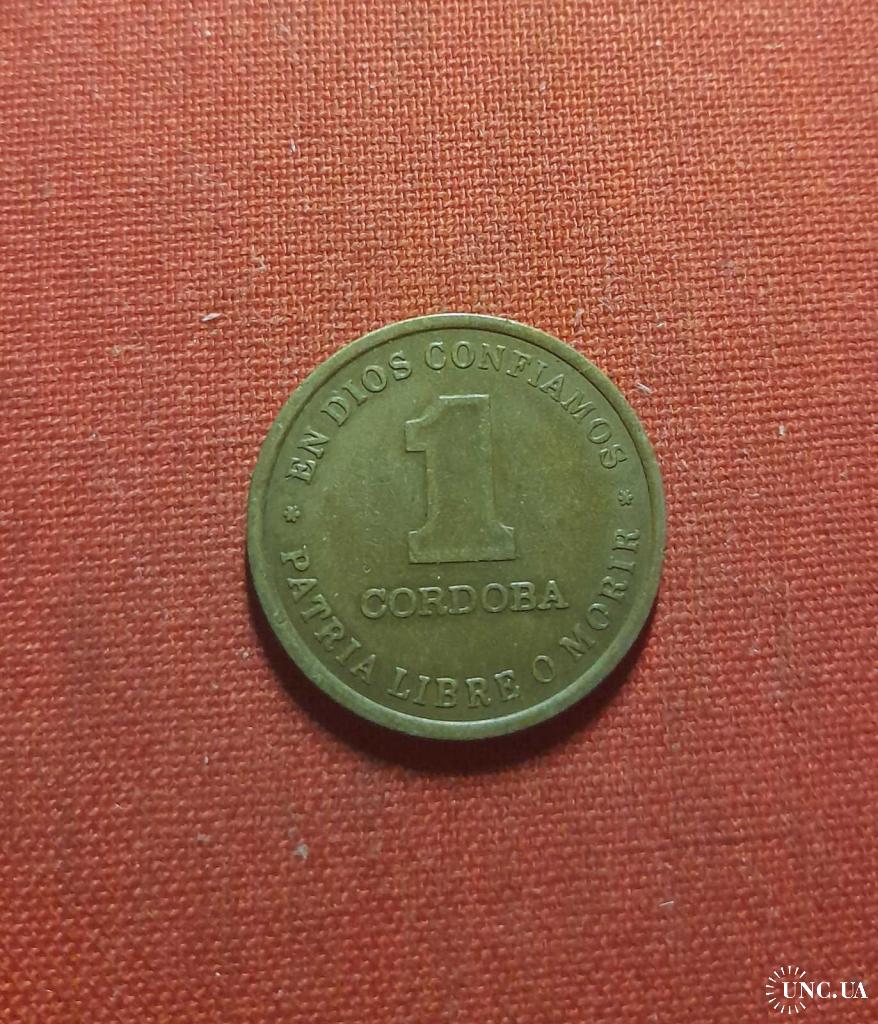 * EN DIOS CONFIAMOS *
1
CORDOBA
PATRIA LIBRE O MORIR
UNC.UA